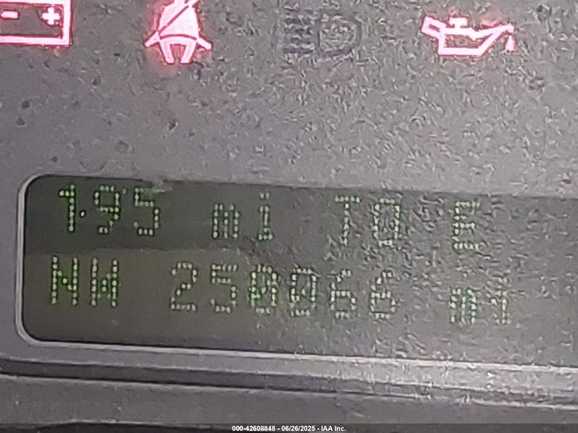 195 mi TO E
NW 250066 mi
000-42608848 - 06/26/2025 - IAA Inc.